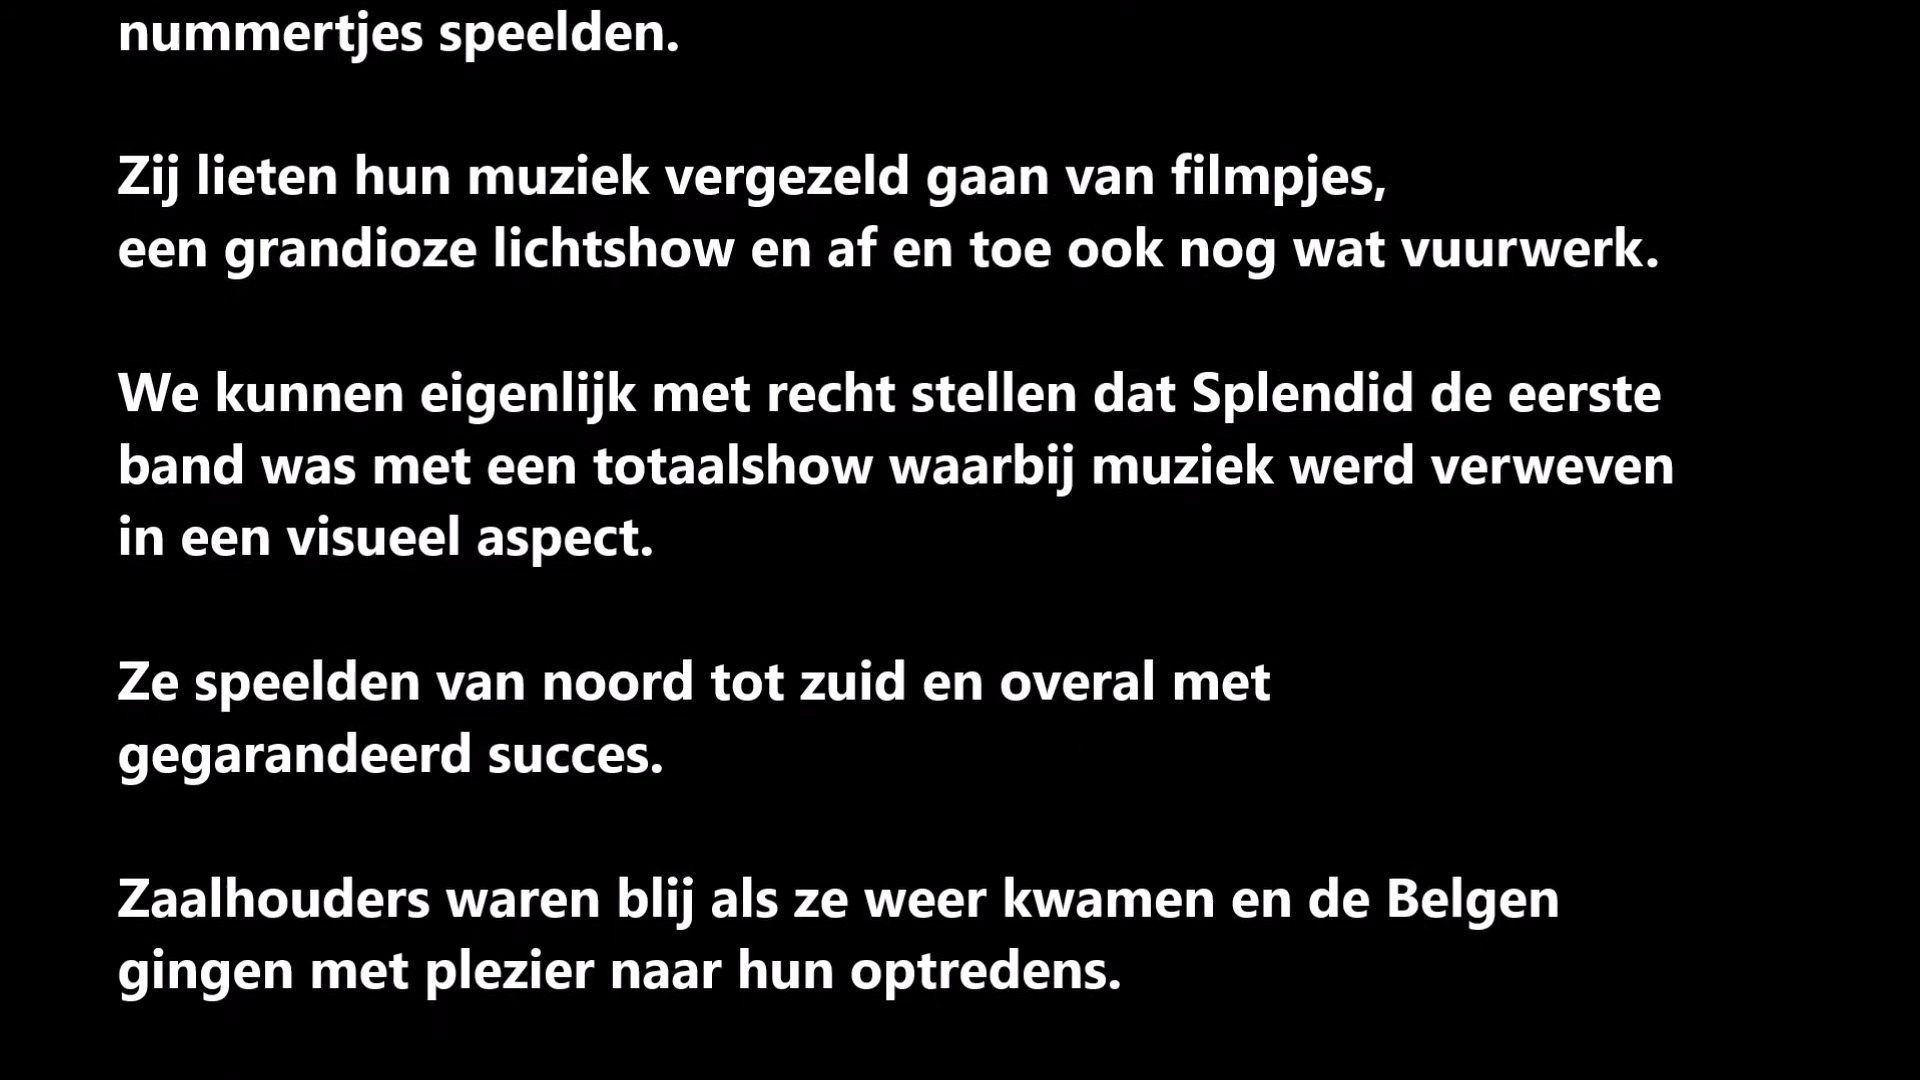 nummertjes speelden.
Zij lieten hun muziek vergezeld gaan van filmpjes,
een grandioze lichtshow en af en toe ook nog wat vuurwerk.
We kunnen eigenlijk met recht stellen dat Splendid de eerste
band was met een totaalshow waarbij muziek werd verweven
in een visueel aspect.
Ze speelden van noord tot zuid en overal met
gegarandeerd succes.
Zaalhouders waren blij als ze weer kwamen en de Belgen
gingen met plezier naar hun optredens.